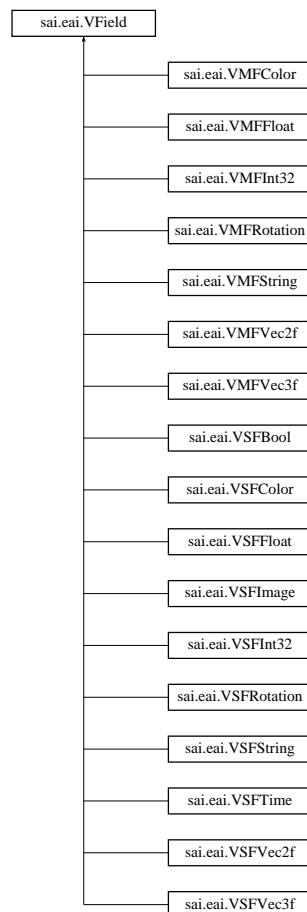 sai.eai.VField
sai.eai.VMFColor
sai.eai.VMFFloat
sai.eai.VMFInt32
sai.eai.VMFRotation
sai.eai.VMFString
sai.eai.VMFVec2f
sai.eai.VMFVec3f
sai.eai.VSFBool
sai.eai.VSFColor
sai.eai.VSFFloat
sai.eai.VSFImage
sai.eai.VSFInt32
sai.eai.VSFRotation
sai.eai.VSFString
sai.eai.VSFTime
sai.eai.VSFVec2f
sai.eai.VSFVec3f